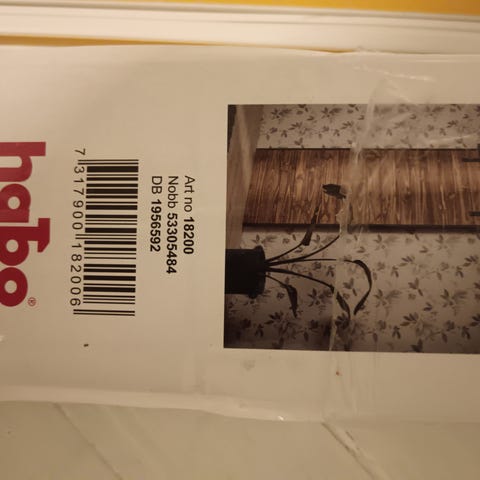 habo®
Art no 18200
Nobb 53305484
DB 1956592
7 317900 182006